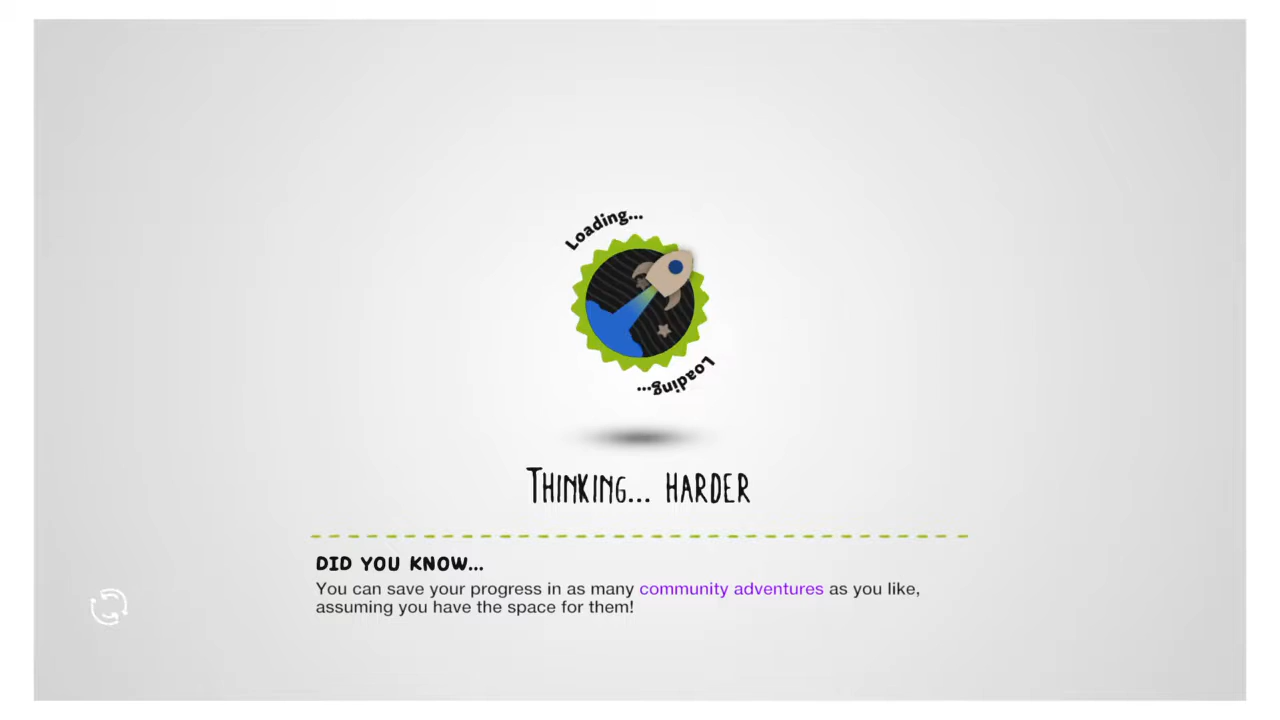 Loading...
Loading...
Thinking... harder
DID YOU KNOW...
You can save your progress in as many community adventures as you like,
assuming you have the space for them!